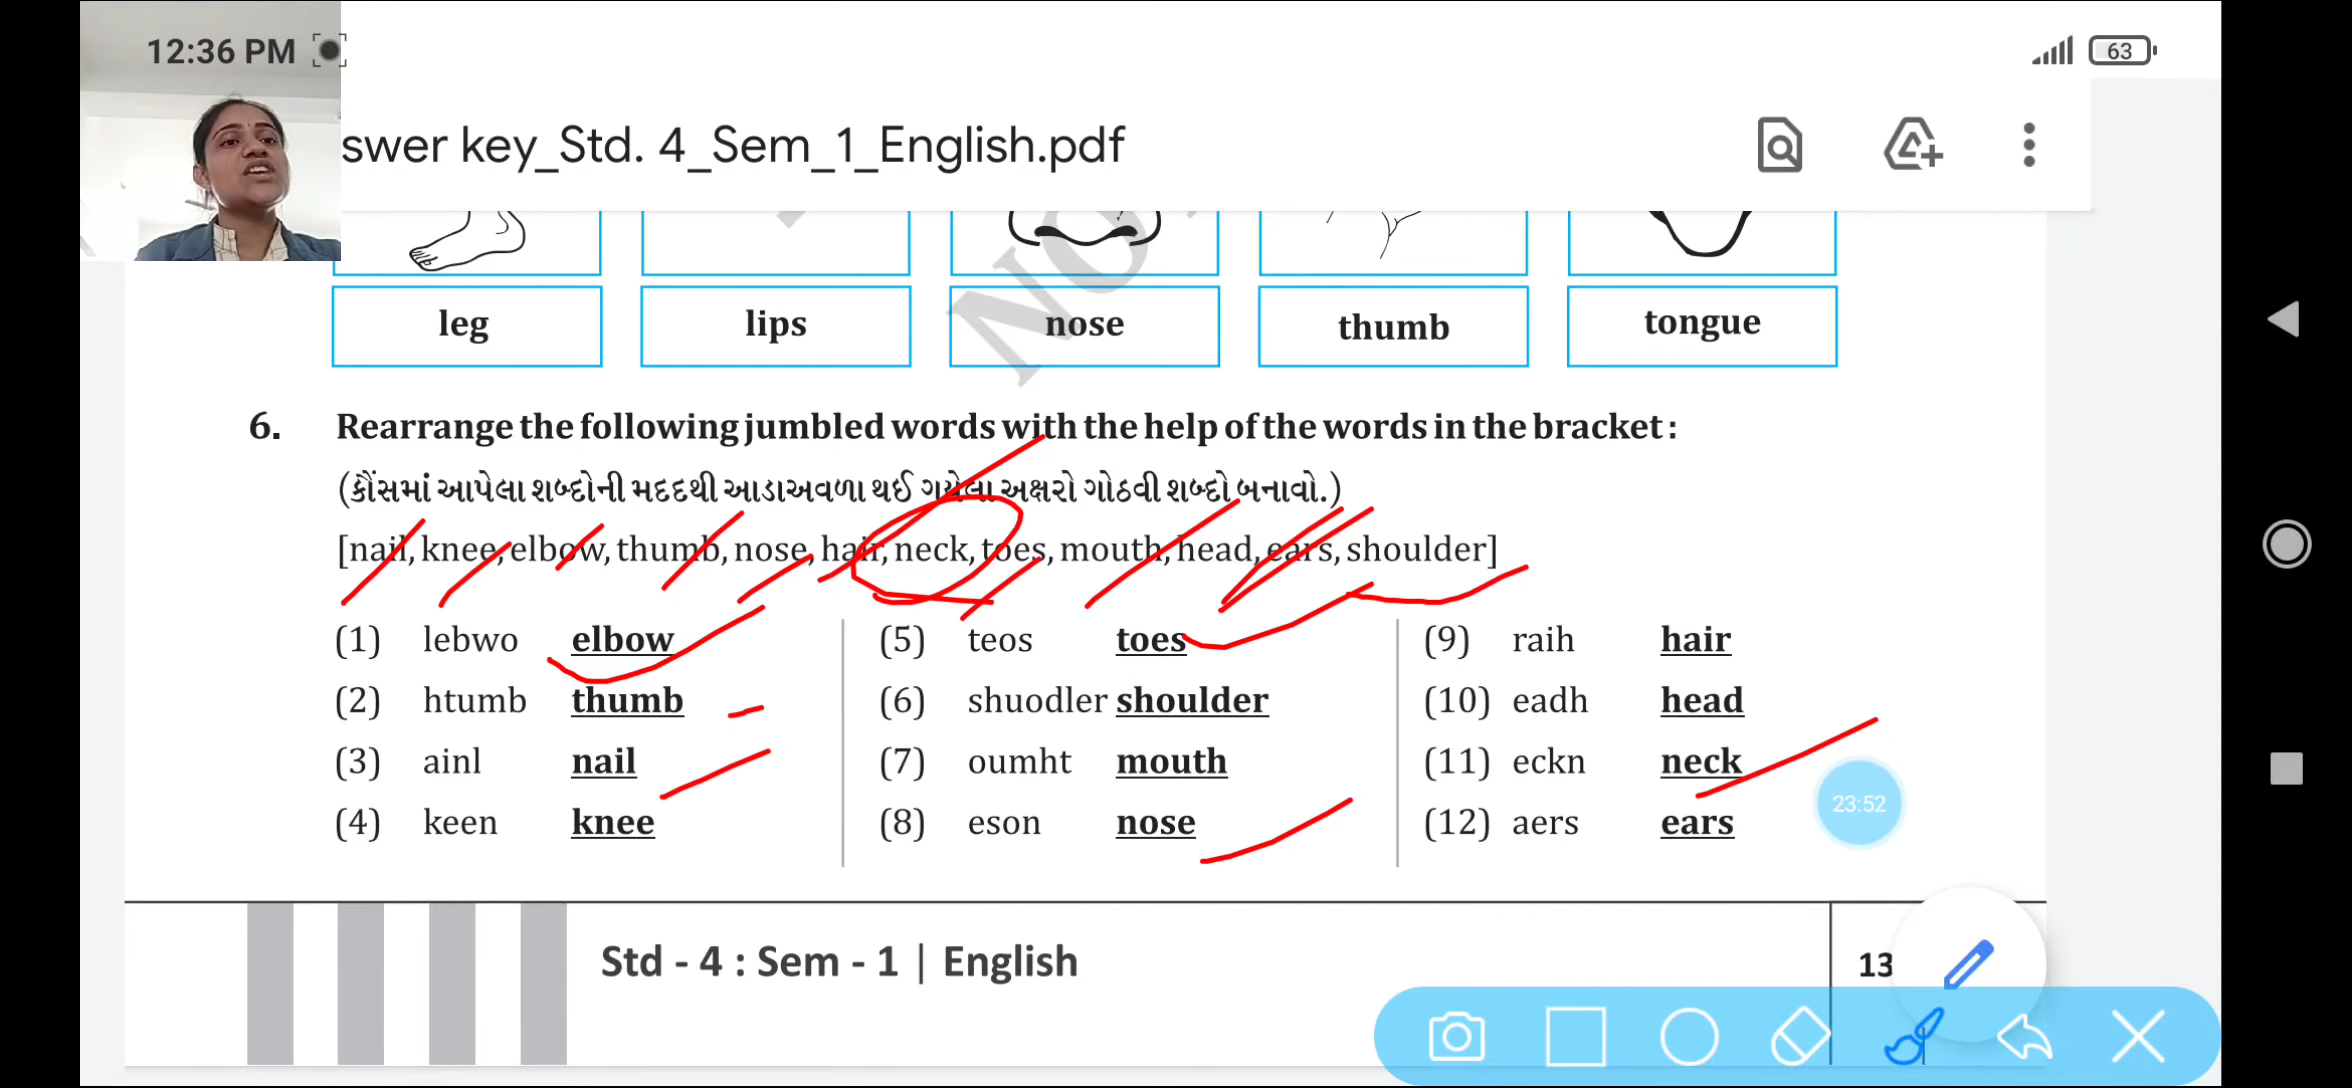 12:36 PM
63
swer key_Std. 4_Sem_1_English.pdf
NO
leg lips nose thumb tongue
6. Rearrange the following jumbled words with the help of the words in the bracket :
(કૌંસમાં આપેલા શબ્દોની મદદથી આડાઅવળા થઈ ગયેલા અક્ષરો ગોઠવી શબ્દો બનાવો.)
[nail, knee, elbow, thumb, nose, hair, neck, toes, mouth, head, ears, shoulder]
(1) lebwo elbow (5) teos toes (9) raih hair
(2) htumb thumb (6) shuodler shoulder (10) eadh head
(3) ainl nail (7) oumht mouth (11) eckn neck
(4) keen knee (8) eson nose (12) aers ears
23:52
Std - 4 : Sem - 1 | English 13